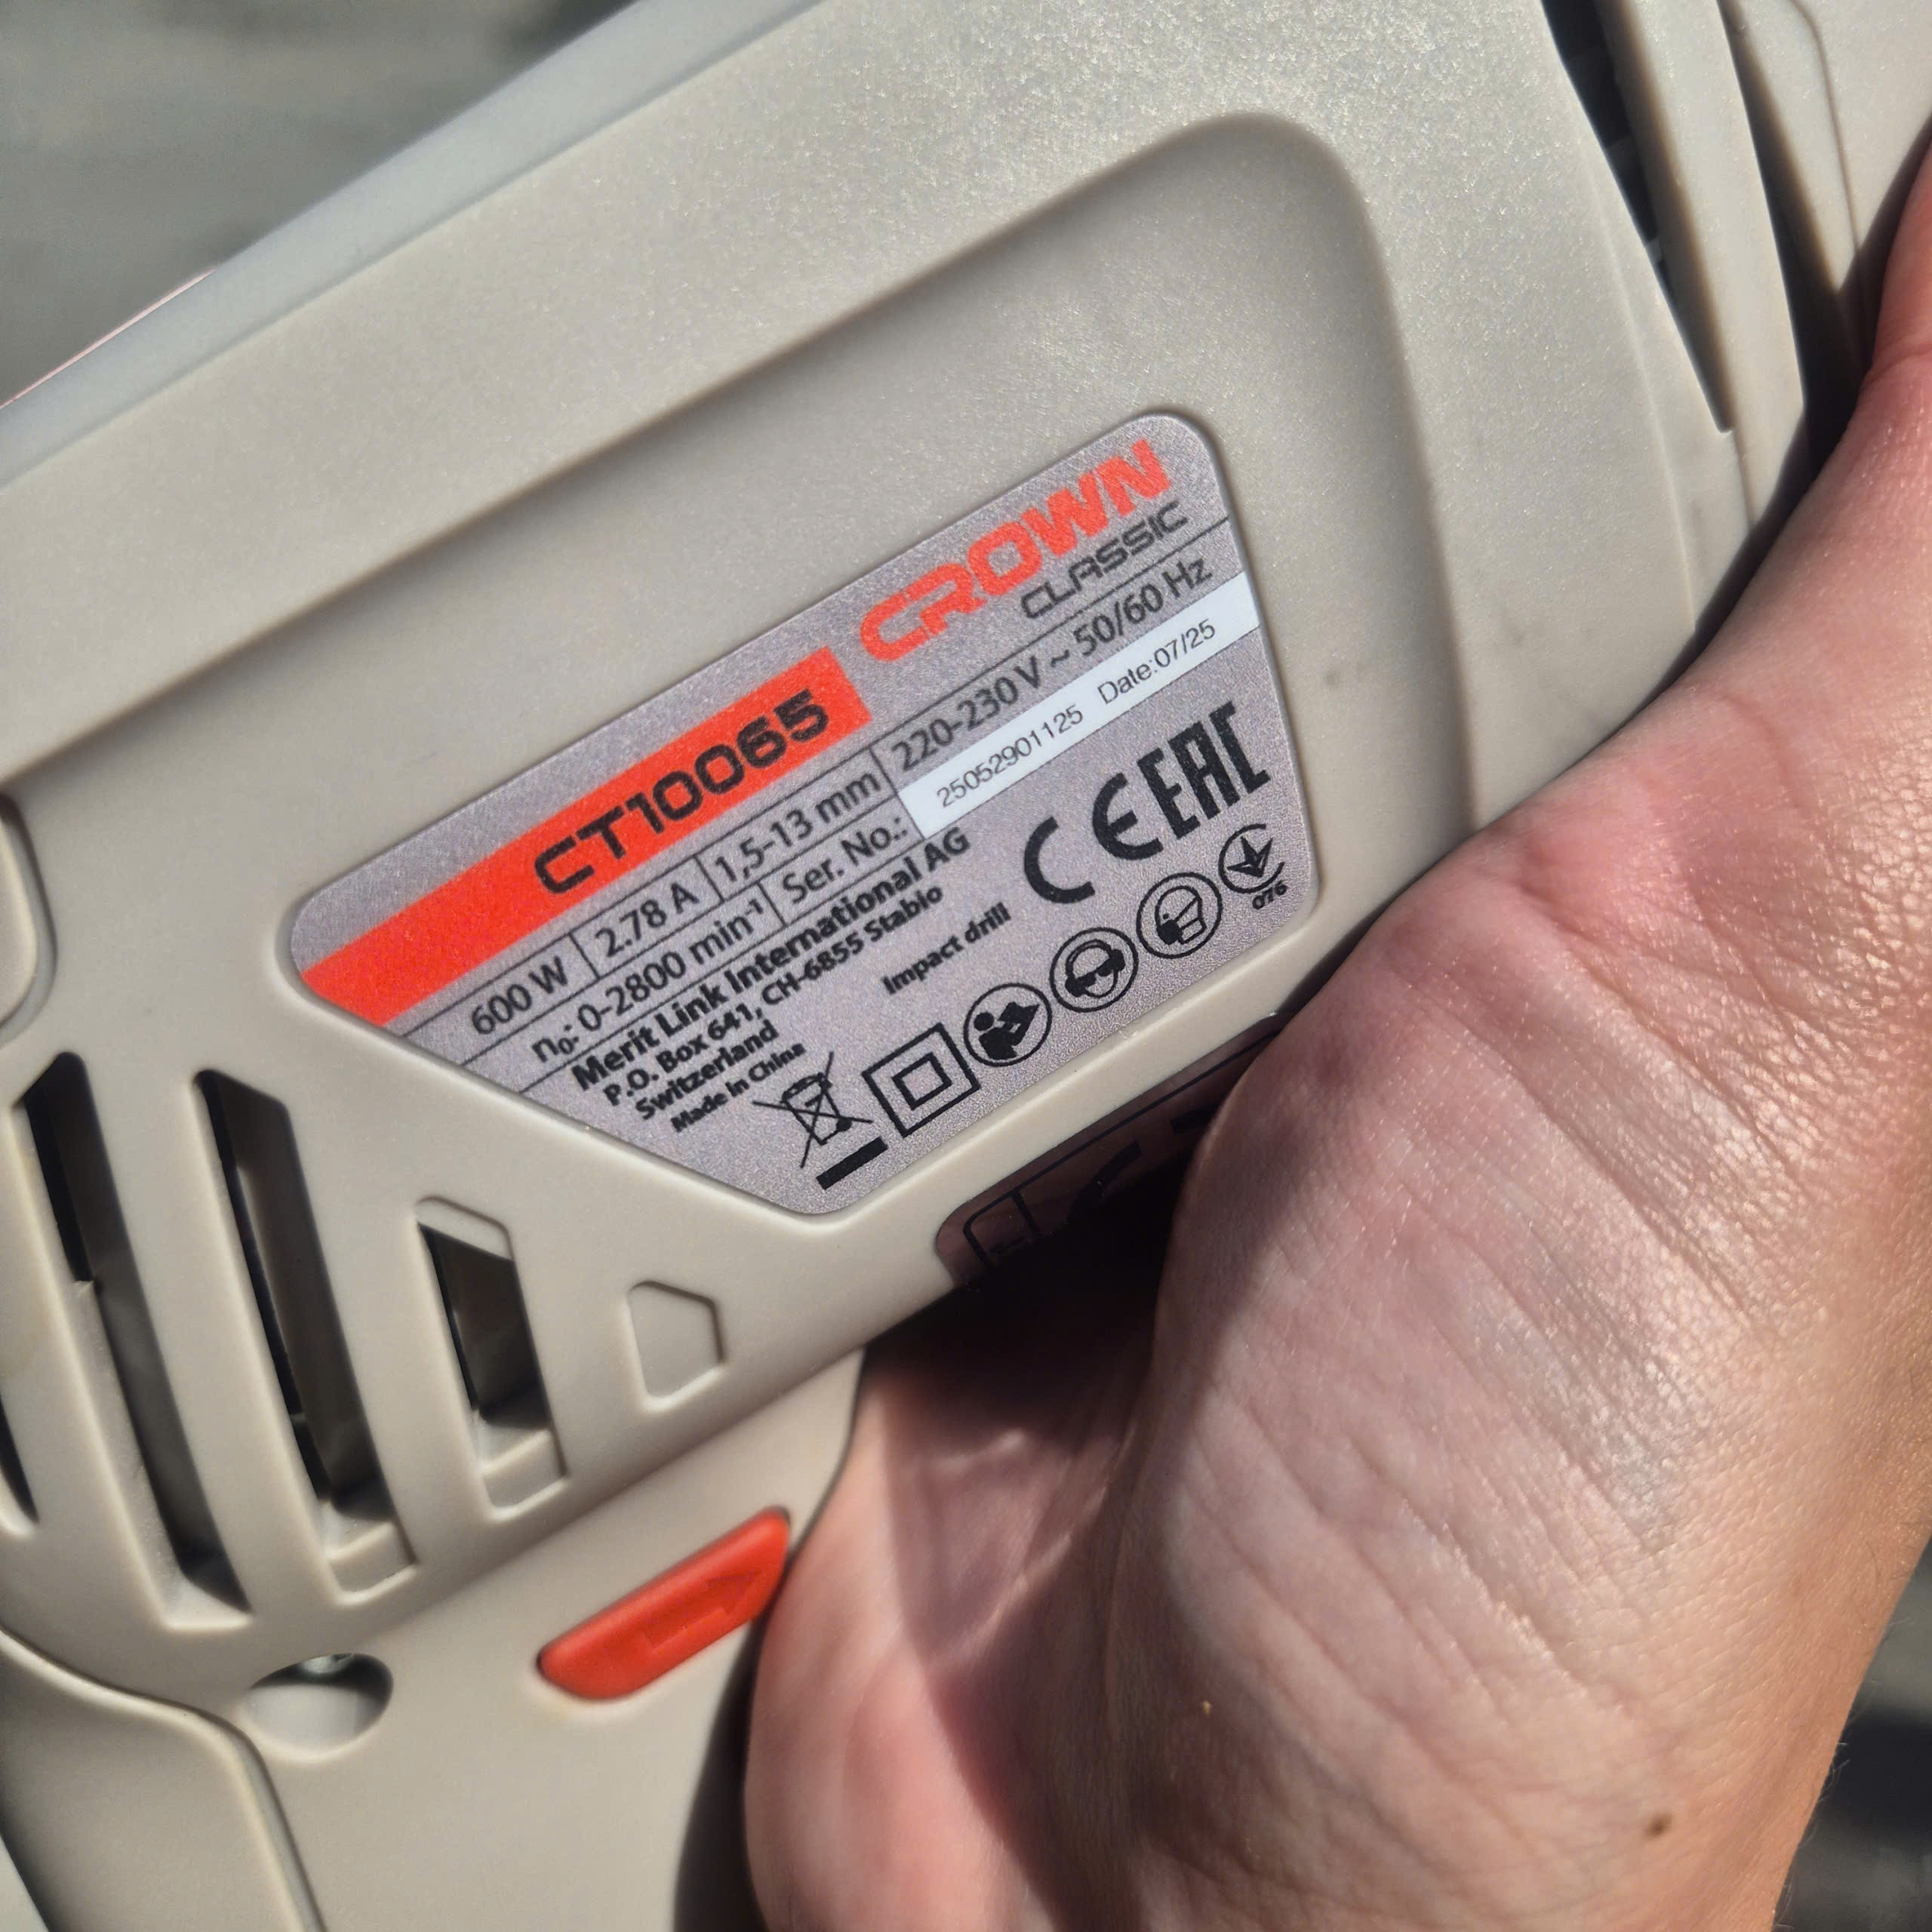 CT10065 CROWN
CLASSIC
600 W 2.78 A 1,5-13 mm 220-230 V ~ 50/60 Hz
n₀: 0-2800 min⁻¹ Ser. No.: 25052901125 Date:07/25
Merit Link International AG
P.O. Box 641, CH-6855 Stabio
Switzerland
Made in China
Impact drill
CE EAC
076